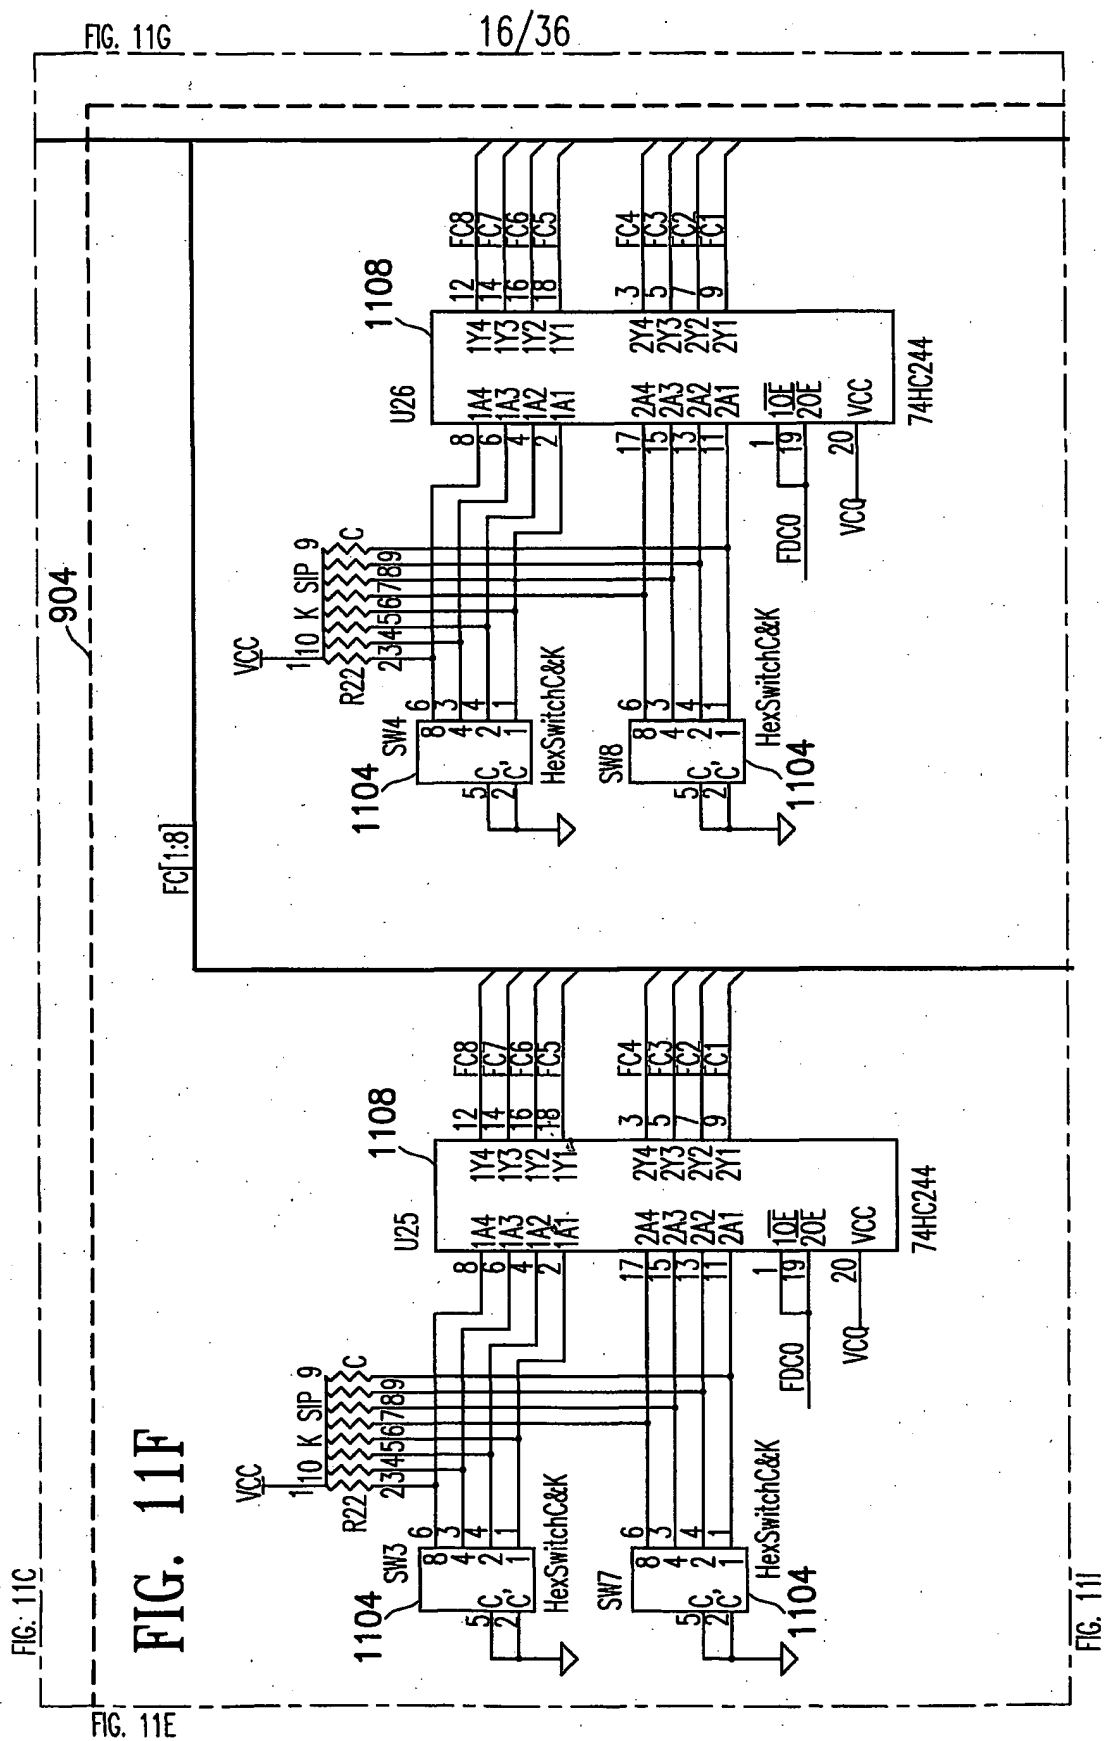 16/36
FIG. 11G
FIG. 11C
FIG. 11E
FIG. 11I
FIG. 11F
904
FC[1:8]
VCC
1 10 K SIP 9
R22
C
2 3 4 5 6 7 8 9
SW3
1104
8 6
4 3
2 4
1 1
5 C
2 C'
HexSwitchC&K
SW7
1104
8 6
4 3
2 4
1 1
5 C
2 C'
HexSwitchC&K
U25
1108
8 1A4 1Y4 12 FC8
6 1A3 1Y3 14 FC7
4 1A2 1Y2 16 FC6
2 1A1 1Y1 18 FC5
17 2A4 2Y4 3 FC4
15 2A3 2Y3 5 FC3
13 2A2 2Y2 7 FC2
11 2A1 2Y1 9 FC1
1 1OE
19 2OE
FDC0
20 VCC
VCC
74HC244
VCC
1 10 K SIP 9
R22
C
2 3 4 5 6 7 8 9
SW4
1104
8 6
4 3
2 4
1 1
5 C
2 C'
HexSwitchC&K
SW8
1104
8 6
4 3
2 4
1 1
5 C
2 C'
HexSwitchC&K
U26
1108
8 1A4 1Y4 12 FC8
6 1A3 1Y3 14 FC7
4 1A2 1Y2 16 FC6
2 1A1 1Y1 18 FC5
17 2A4 2Y4 3 FC4
15 2A3 2Y3 5 FC3
13 2A2 2Y2 7 FC2
11 2A1 2Y1 9 FC1
1 1OE
19 2OE
FDC0
20 VCC
VCC
74HC244